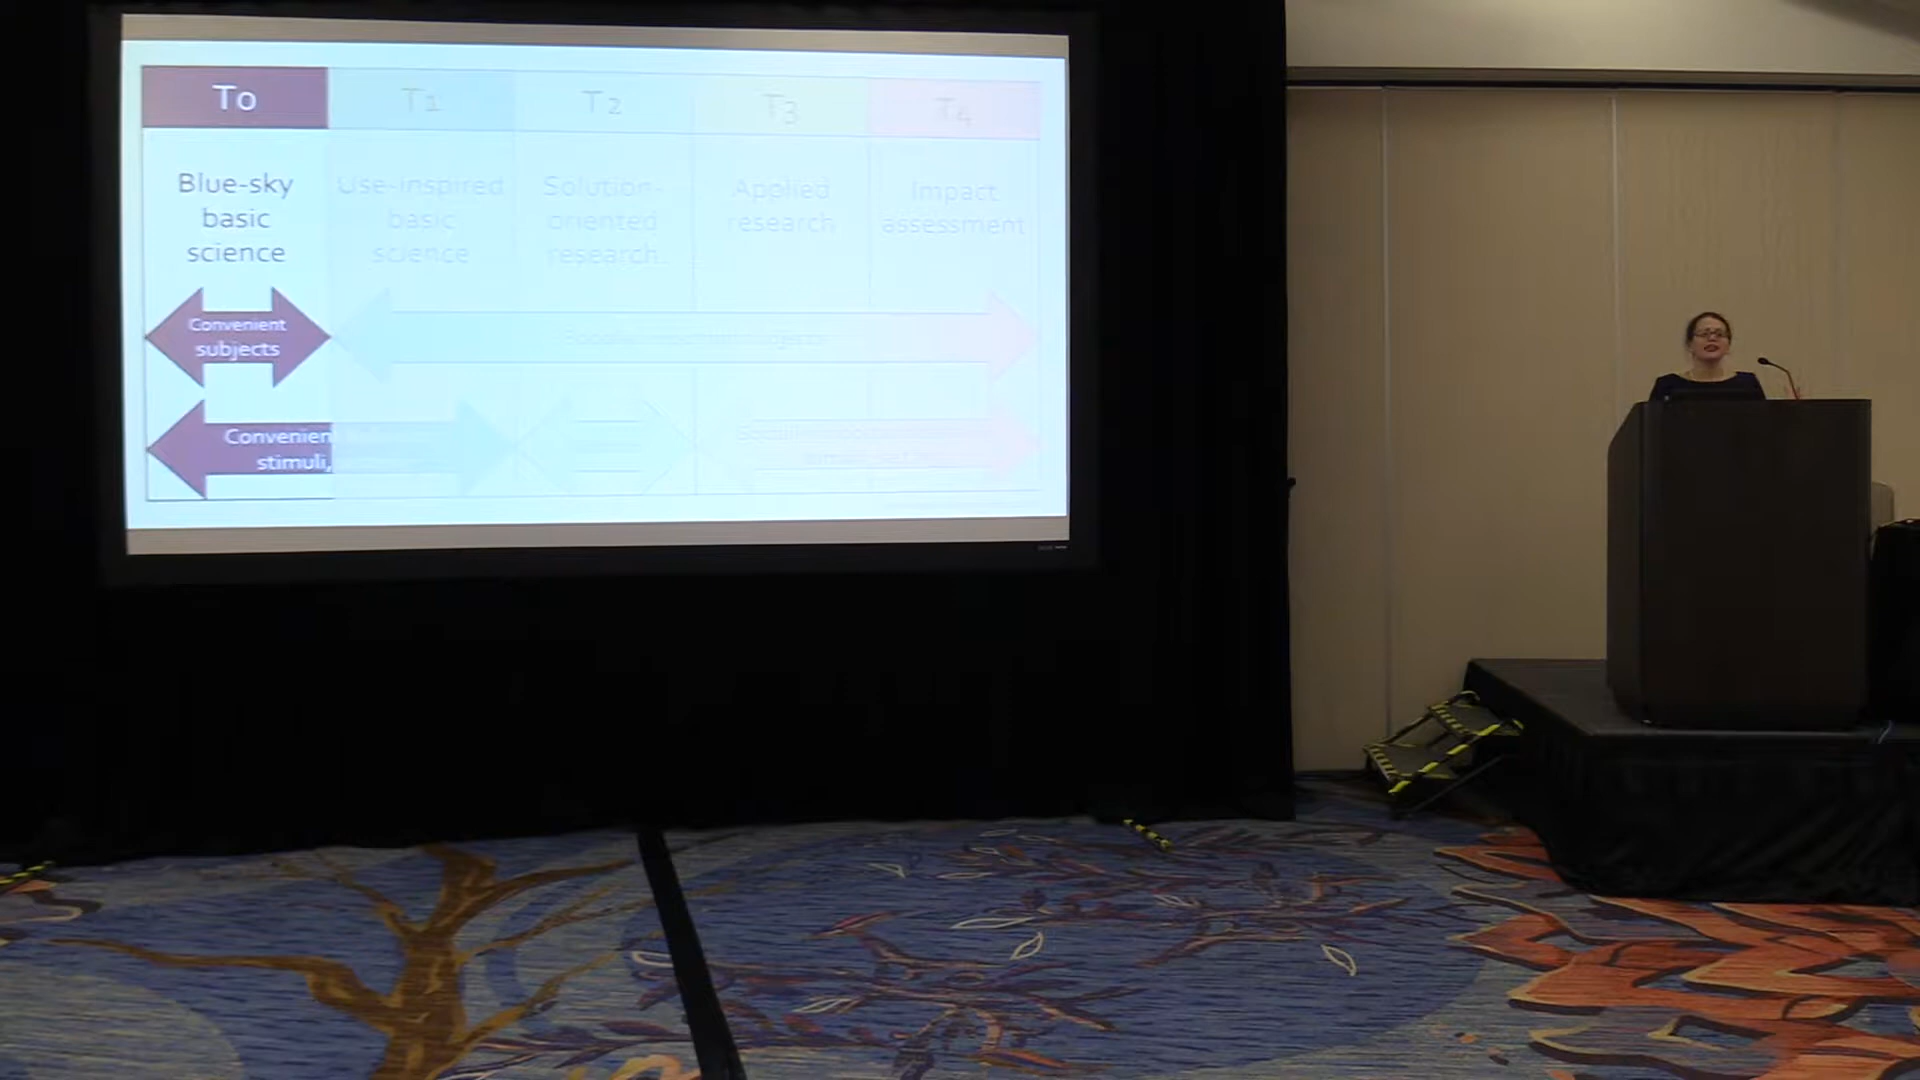 To T1 T2 T3 T4
Blue-sky Use-inspired Solution- Applied Impact
basic basic oriented research assessment
science science research
Convenient
subjects
Convenien
stimuli,